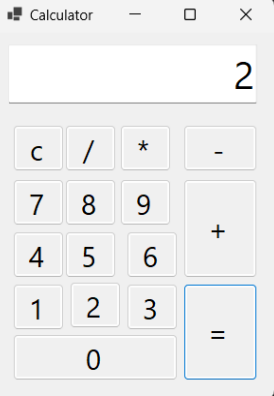 Calculator
2
c / * -
7 8 9
+
4 5 6
1 2 3
=
0